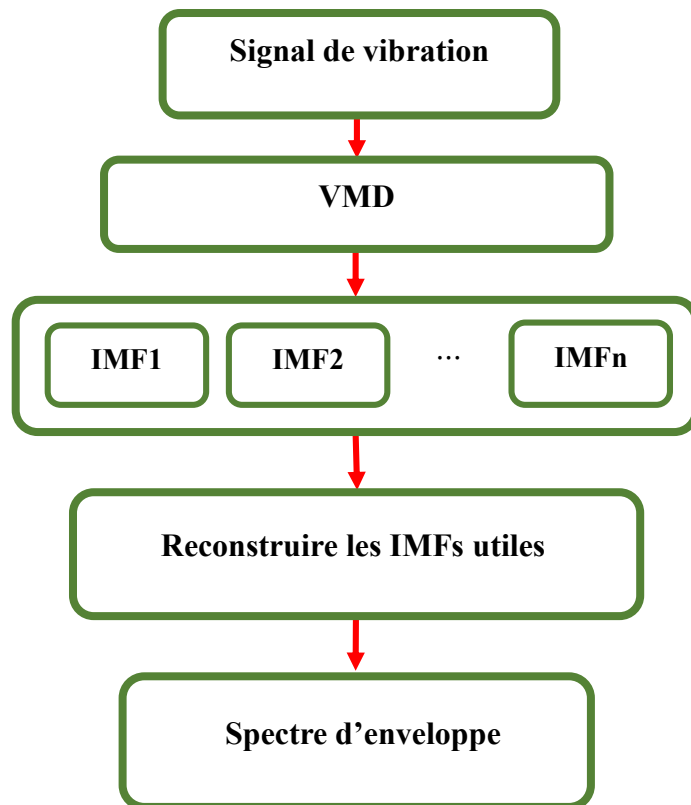 Signal de vibration
VMD
IMF1 IMF2 ... IMFn
Reconstruire les IMFs utiles
Spectre d’enveloppe